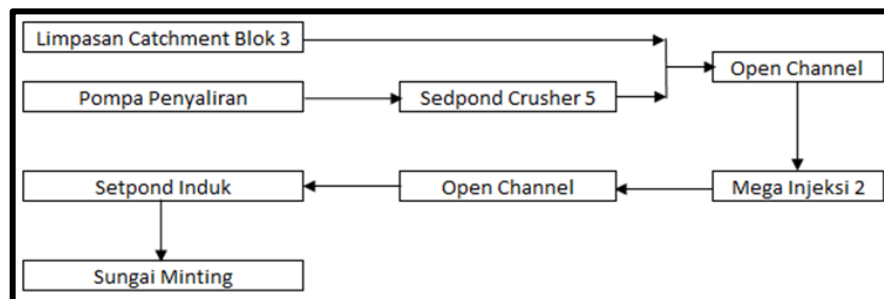 Limpasan Catchment Blok 3
Open Channel
Pompa Penyaliran
Sedpond Crusher 5
Setpond Induk
Open Channel
Mega Injeksi 2
Sungai Minting